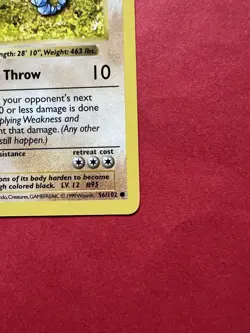 ngth: 28' 10", Weight: 463 lbs.
Throw 10
your opponent's next
0 or less damage is done
pplying Weakness and
nt that damage. (Any other
still happen.)
sistance retreat cost
ons of its body harden to become
gh colored black. LV. 12 #95
ndo, Creatures, GAMEFREAK. © 1999 Wizards. 56/102